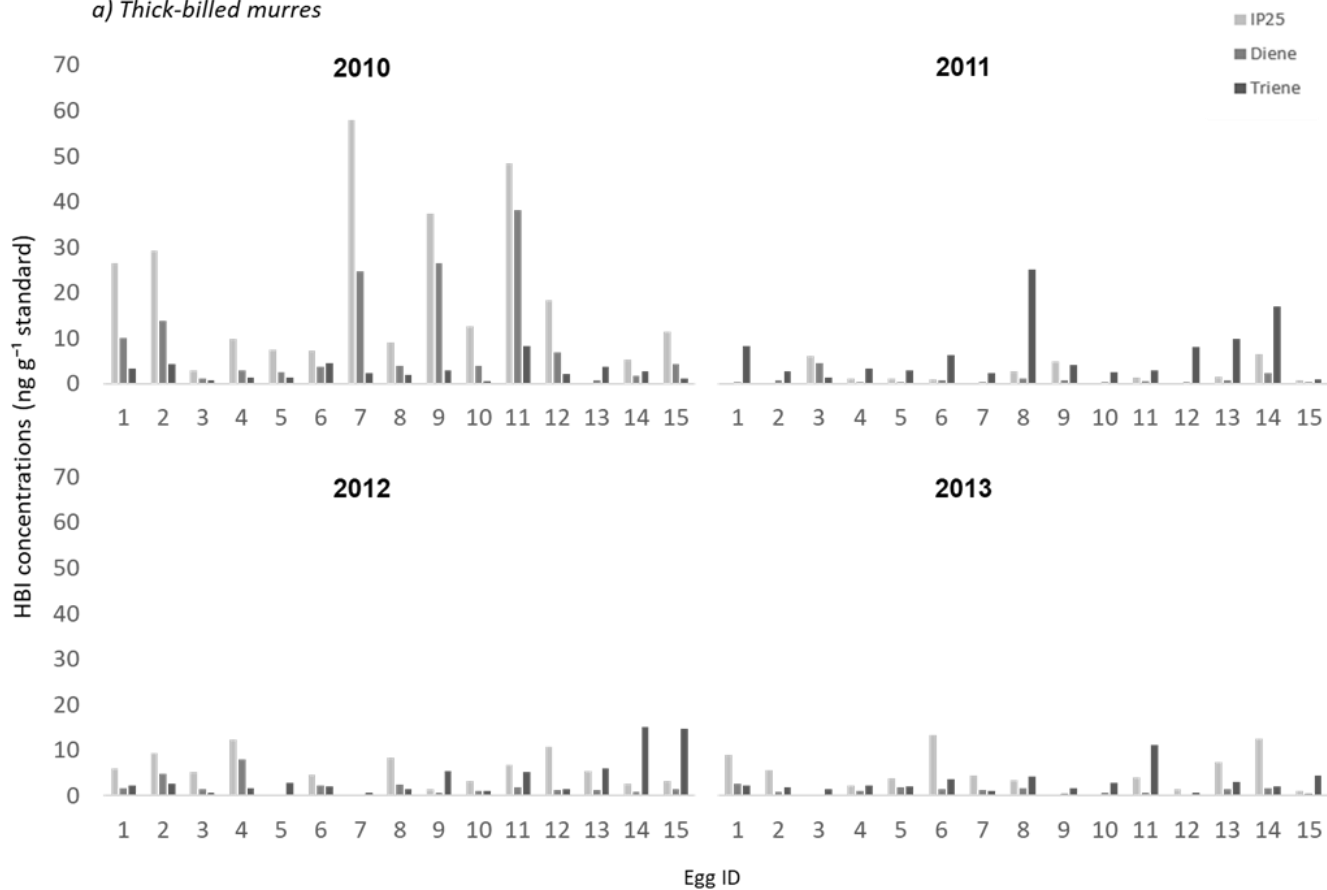 a) Thick-billed murres
IP25
Diene
Triene
HBI concentrations (ng g⁻¹ standard)
2010
70
60
50
40
30
20
10
0
1 2 3 4 5 6 7 8 9 10 11 12 13 14 15
2011
1 2 3 4 5 6 7 8 9 10 11 12 13 14 15
2012
70
60
50
40
30
20
10
0
1 2 3 4 5 6 7 8 9 10 11 12 13 14 15
2013
1 2 3 4 5 6 7 8 9 10 11 12 13 14 15
Egg ID